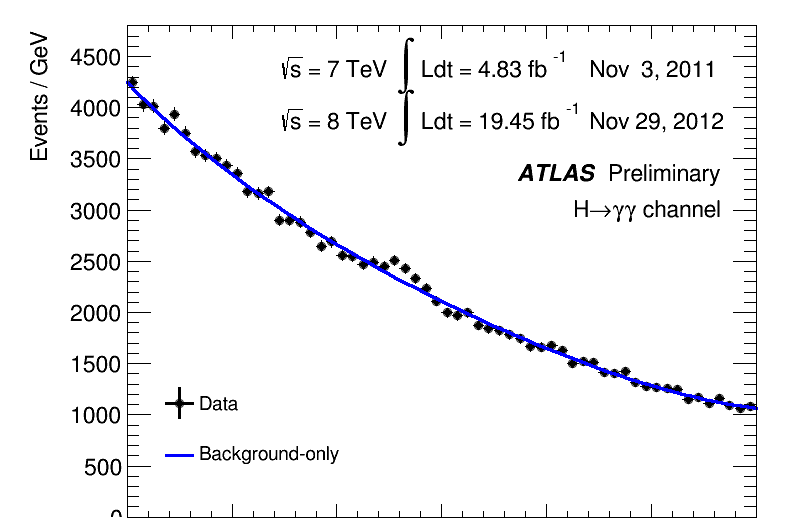 Events / GeV
4500
4000
3500
3000
2500
2000
1500
1000
500
0
√s = 7 TeV ∫ Ldt = 4.83 fb⁻¹ Nov 3, 2011
√s = 8 TeV ∫ Ldt = 19.45 fb⁻¹ Nov 29, 2012
ATLAS Preliminary
H→γγ channel
Data
Background-only